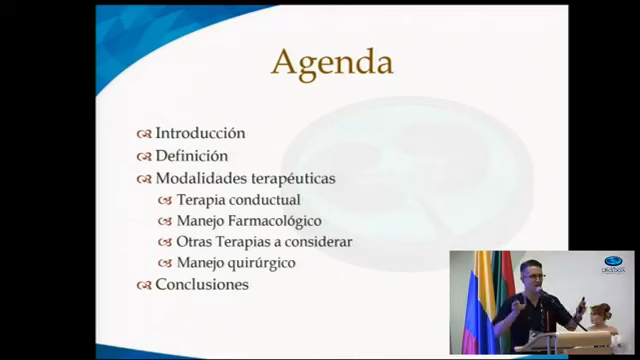 Agenda
Introducción
Definición
Modalidades terapéuticas
Terapia conductual
Manejo Farmacológico
Otras Terapias a considerar
Manejo quirúrgico
Conclusiones